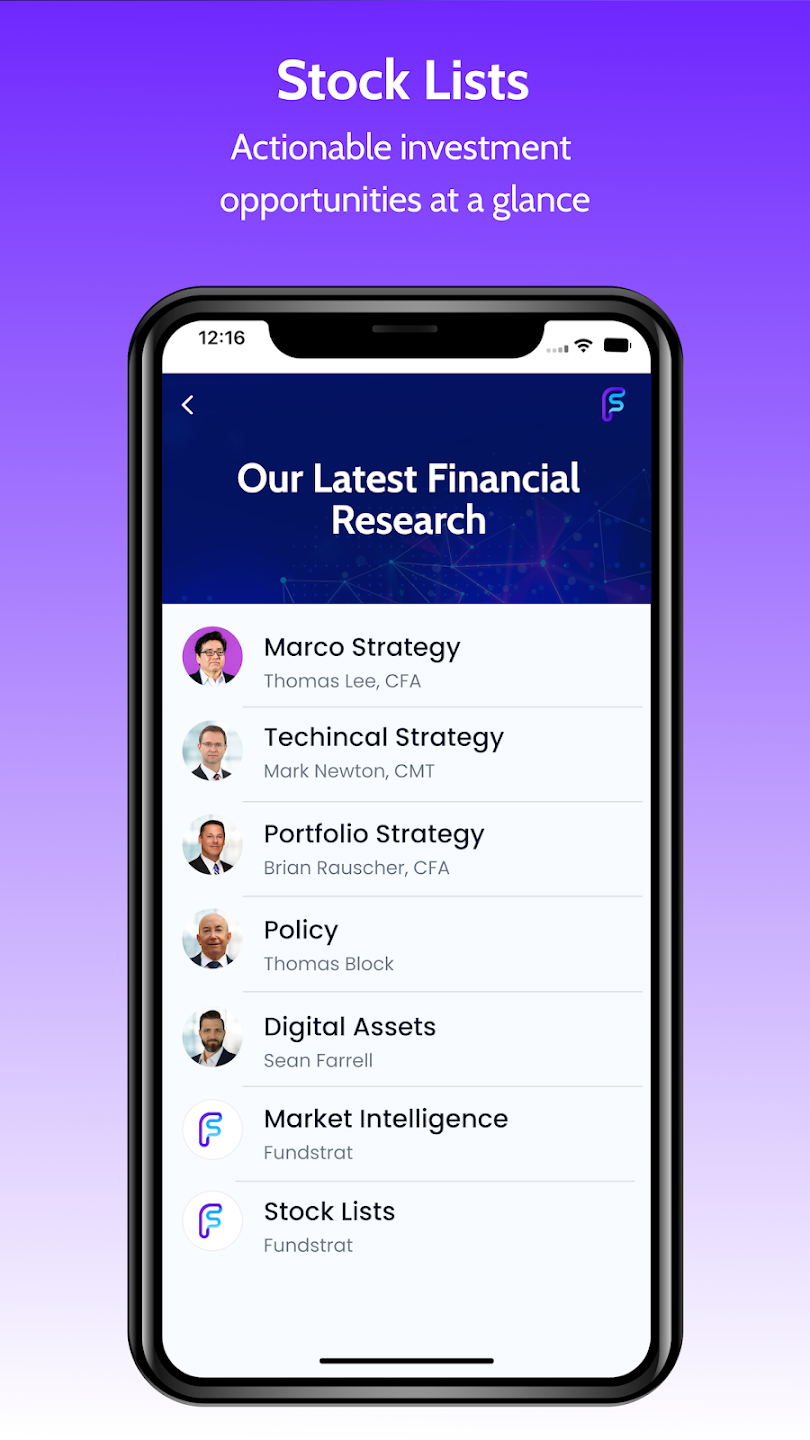 Stock Lists
Actionable investment
opportunities at a glance
12:16
Our Latest Financial
Research
Marco Strategy
Thomas Lee, CFA
Techincal Strategy
Mark Newton, CMT
Portfolio Strategy
Brian Rauscher, CFA
Policy
Thomas Block
Digital Assets
Sean Farrell
Market Intelligence
Fundstrat
Stock Lists
Fundstrat